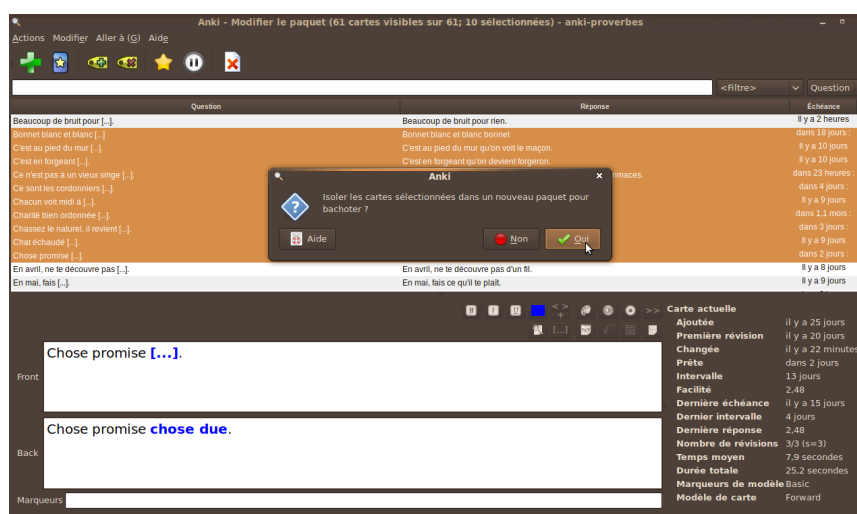 Anki - Modifier le paquet (61 cartes visibles sur 61; 10 sélectionnées) - anki-proverbes
Actions Modifier Aller à (G) Aide
<Filtre> Question
Question Réponse Échéance
Beaucoup de bruit pour [...]. Beaucoup de bruit pour rien. Il y a 2 heures
Bonnet blanc et blanc [...] Bonnet blanc et blanc bonnet dans 18 jours :
C'est au pied du mur [...]. C'est au pied du mur qu'on voit le maçon. Il y a 10 jours
C'est en forgeant [...]. C'est en forgeant qu'on devient forgeron. Il y a 10 jours
Ce n'est pas à un vieux singe [...]. rimaces. dans 23 heures :
Ce sont les cordonniers [...]. dans 4 jours :
Chacun voit midi à [...]. Il y a 9 jours
Charité bien ordonnée [...]. dans 1,1 mois :
Chassez le naturel, il revient [...]. dans 3 jours :
Chat échaudé [...]. Il y a 9 jours
Chose promise [...]. dans 2 jours :
En avril, ne te découvre pas [...]. En avril, ne te découvre pas d'un fil. Il y a 8 jours
En mai, fais [...]. En mai, fais ce qu'il te plaît. Il y a 9 jours
Anki
Isoler les cartes sélectionnées dans un nouveau paquet pour
bachoter ?
Aide Non Oui
B I U < > + >>
[...] √
Front
Chose promise [...].
Back
Chose promise chose due.
Marqueurs
Carte actuelle
Ajoutée il y a 25 jours
Première révision il y a 20 jours
Changée il y a 22 minutes
Prête dans 2 jours
Intervalle 13 jours
Facilité 2,48
Dernière échéance il y a 15 jours
Dernier intervalle 4 jours
Dernière réponse 2,48
Nombre de révisions 3/3 (s=3)
Temps moyen 7,9 secondes
Durée totale 25,2 secondes
Marqueurs de modèle Basic
Modèle de carte Forward